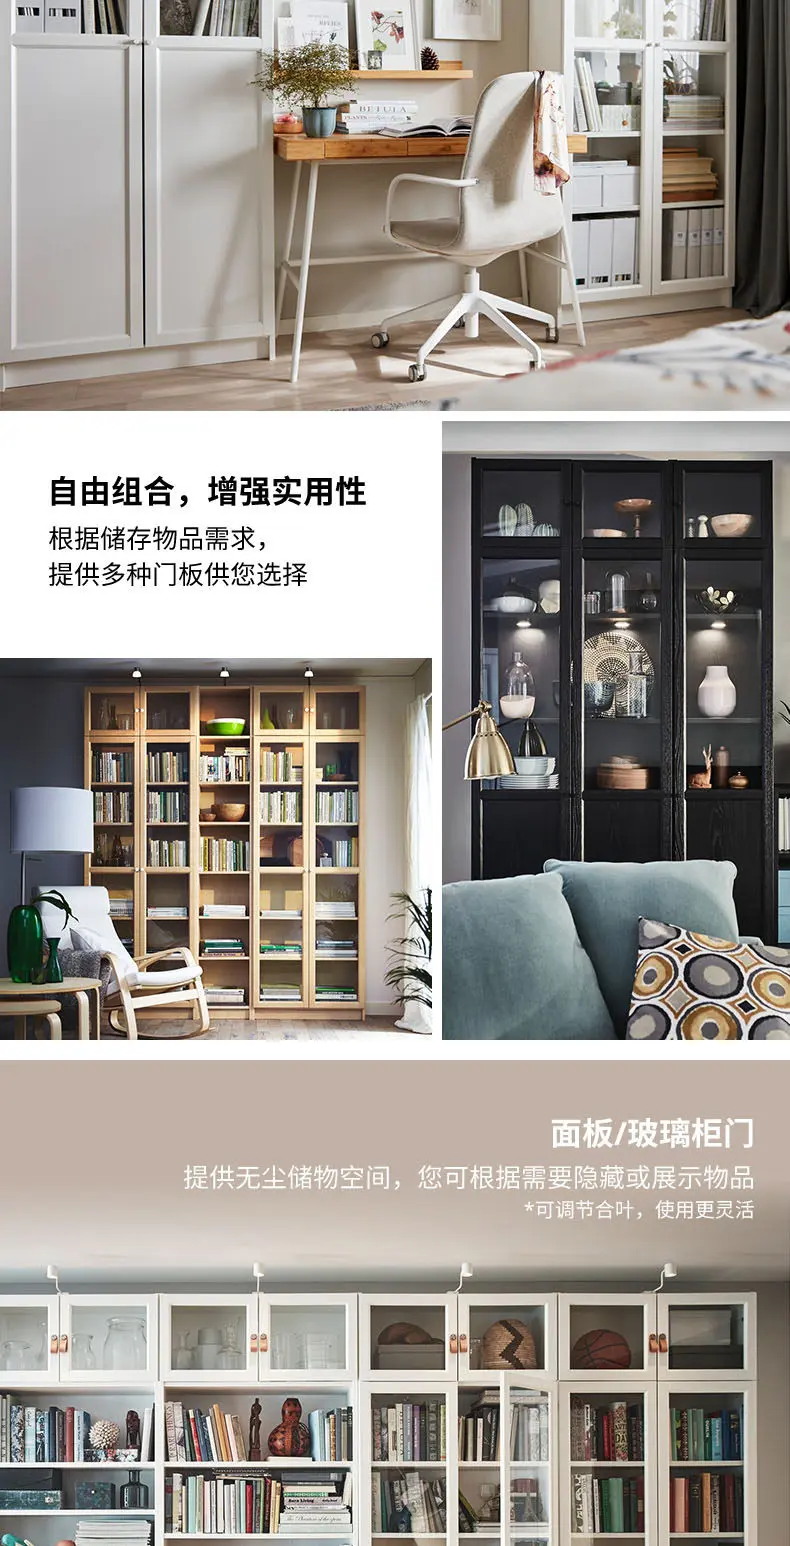 BETULA
自由组合，增强实用性
根据储存物品需求，
提供多种门板供您选择
面板/玻璃柜门
提供无尘储物空间，您可根据需要隐藏或展示物品
*可调节合叶，使用更灵活